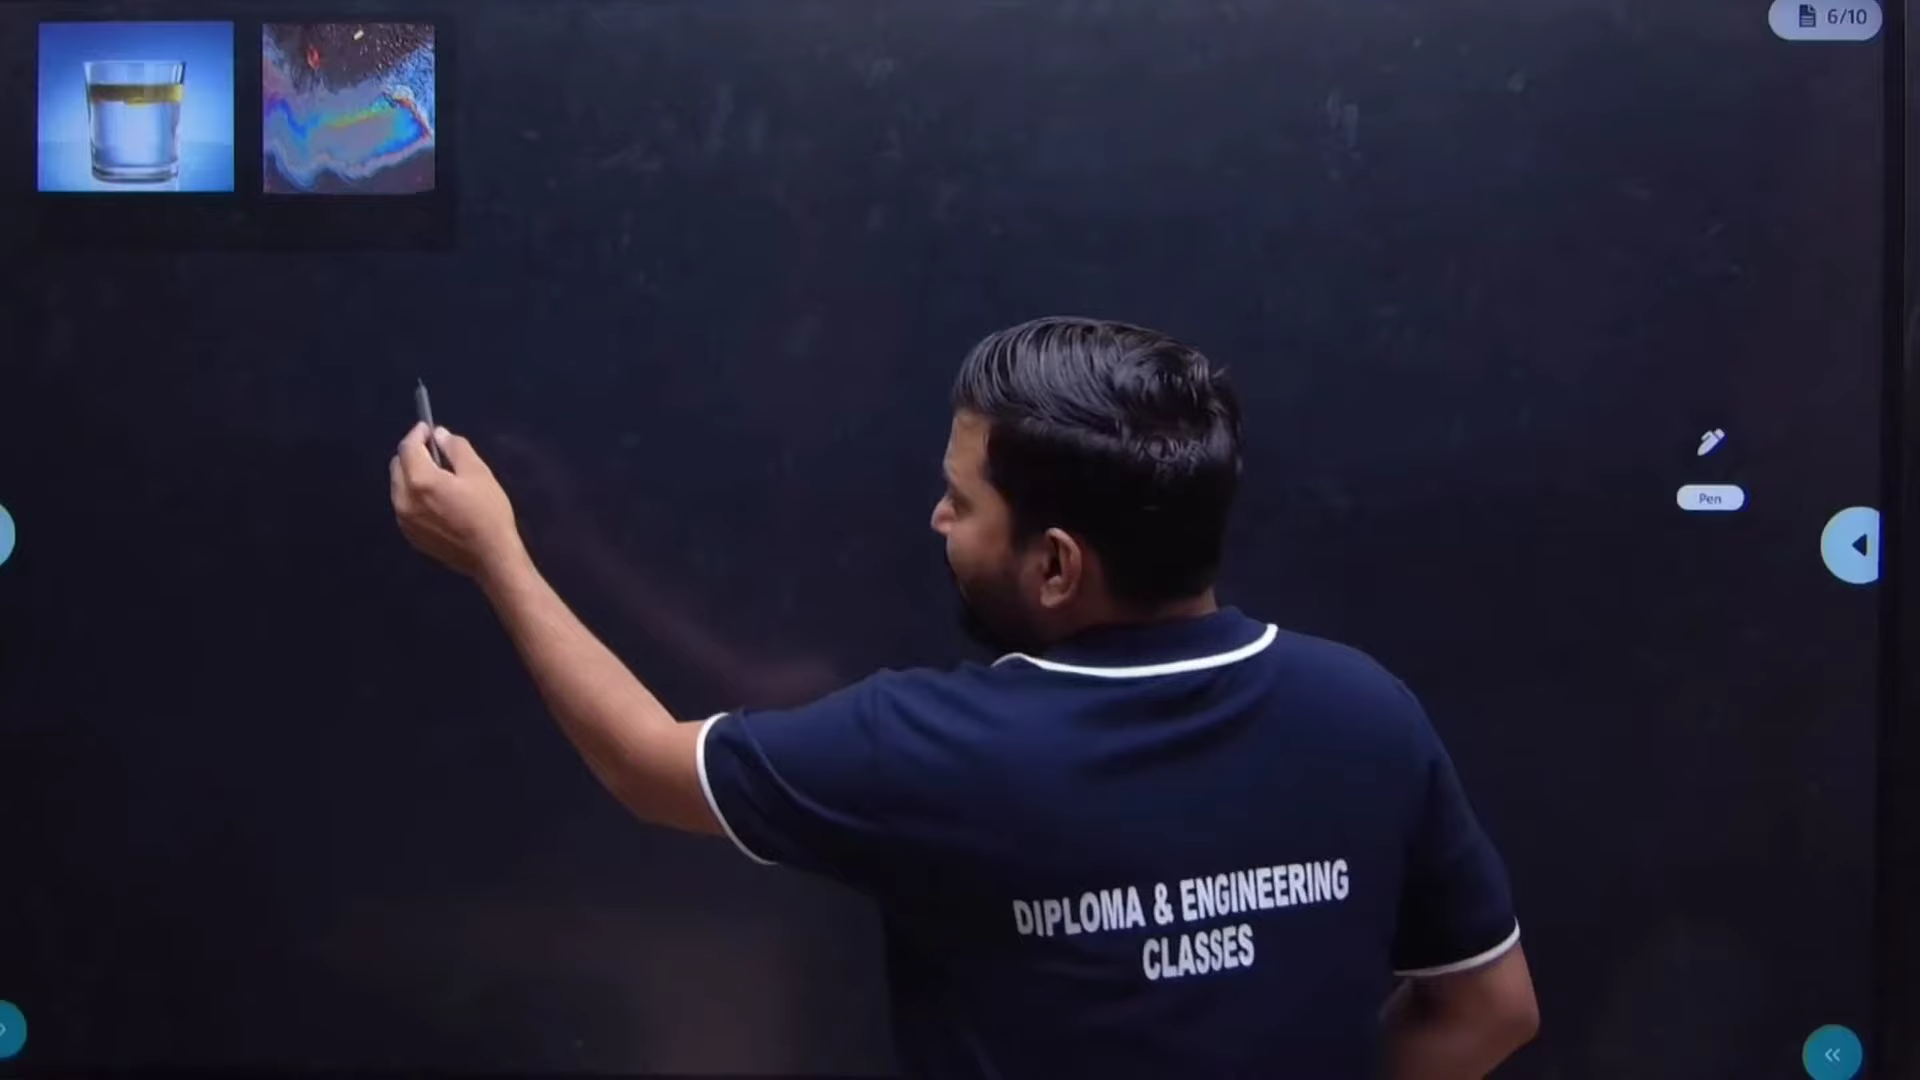 6/10
Pen
DIPLOMA & ENGINEERING
CLASSES